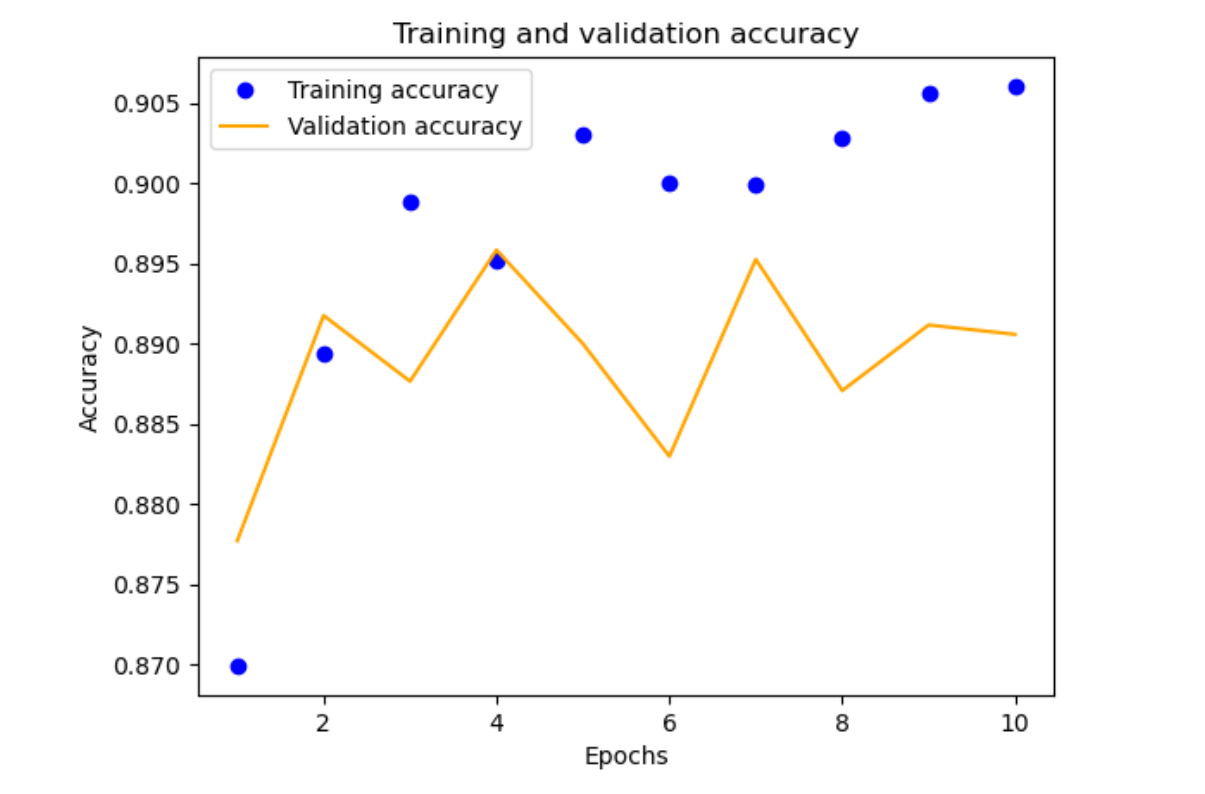 Training and validation accuracy
Training accuracy
Validation accuracy
0.905
0.900
0.895
0.890
0.885
0.880
0.875
0.870
Accuracy
2 4 6 8 10
Epochs